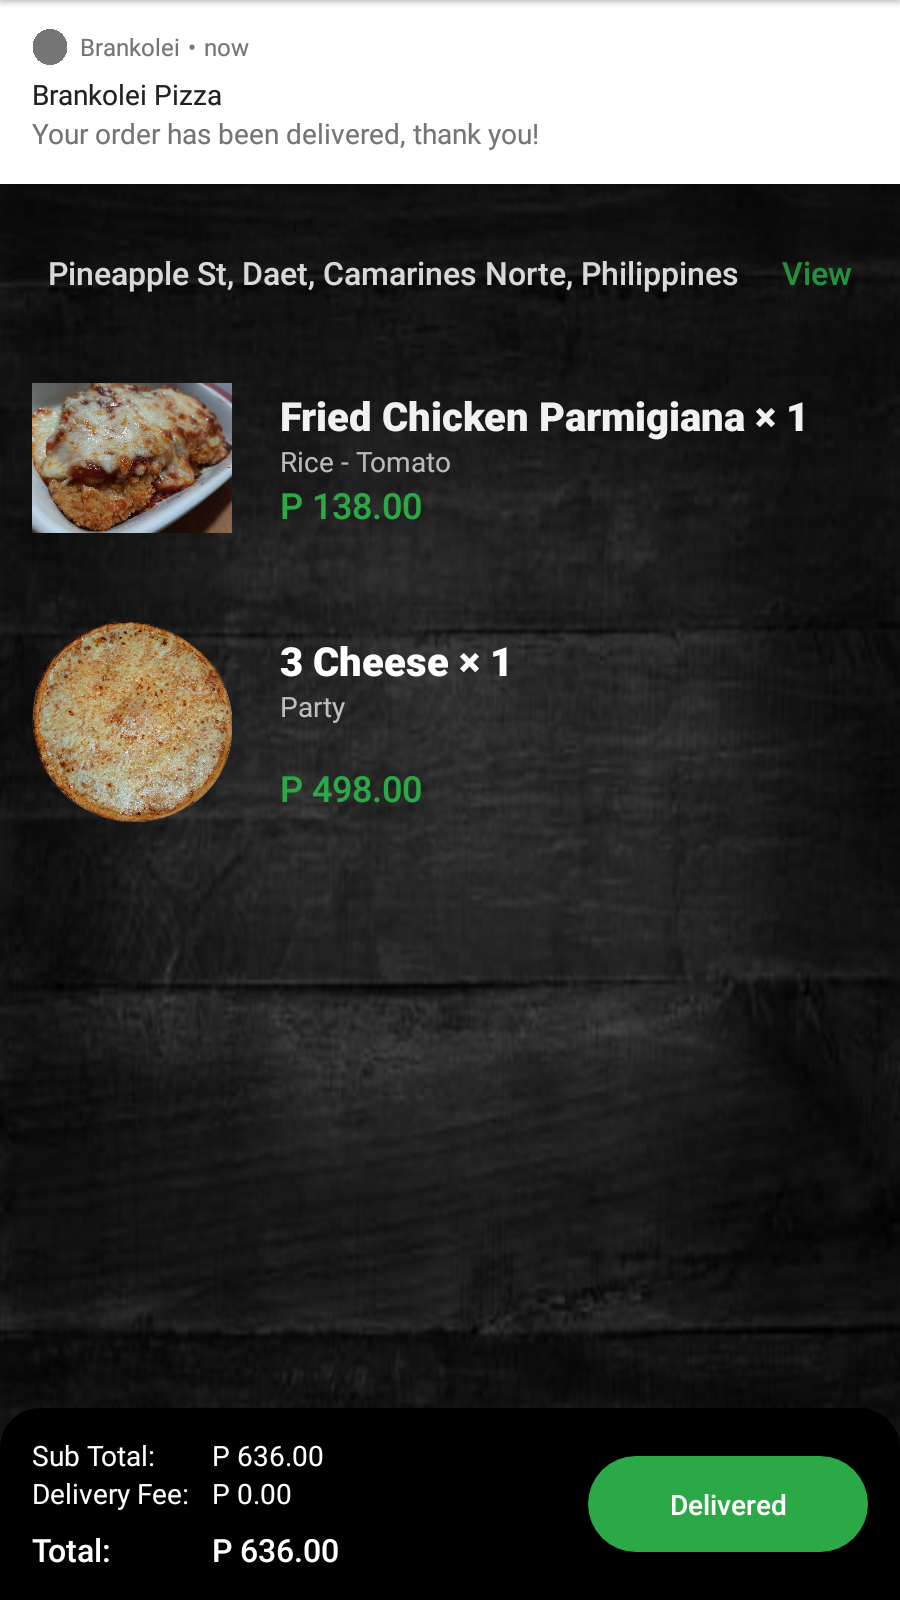 Brankolei • now
Brankolei Pizza
Your order has been delivered, thank you!
Pineapple St, Daet, Camarines Norte, Philippines View
Fried Chicken Parmigiana × 1
Rice - Tomato
P 138.00
3 Cheese × 1
Party
P 498.00
Sub Total: P 636.00
Delivery Fee: P 0.00
Total: P 636.00
Delivered